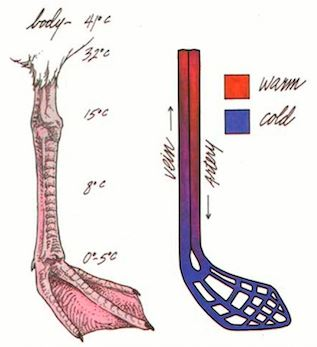 body- 41°C
32°C
15°C
8°C
0°-5°C
warm
cold
vein
artery